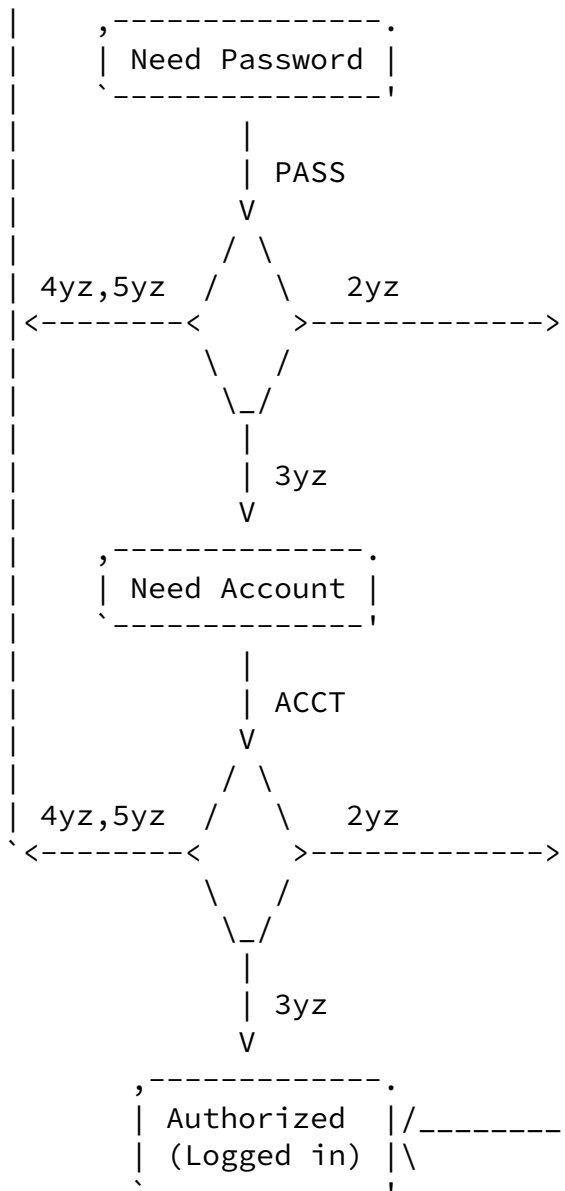 Need Password
PASS
4yz,5yz 2yz
3yz
Need Account
ACCT
4yz,5yz 2yz
3yz
Authorized
(Logged in)